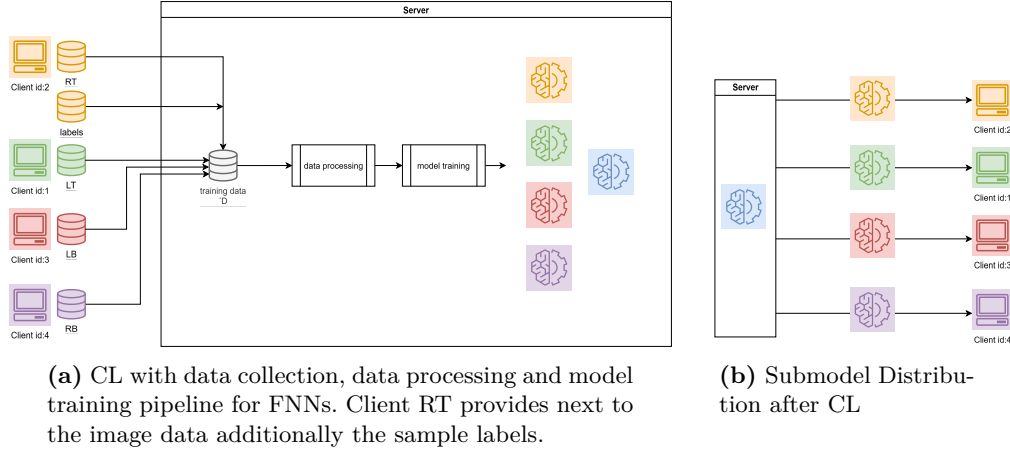 Server
Client id:2
RT
labels
Client id:1
LT
training data
`D
data processing
model training
Client id:3
LB
Client id:4
RB
Server
Client id:2
Client id:1
Client id:3
Client id:4
(a) CL with data collection, data processing and model
training pipeline for FNNs. Client RT provides next to
the image data additionally the sample labels.
(b) Submodel Distribu-
tion after CL